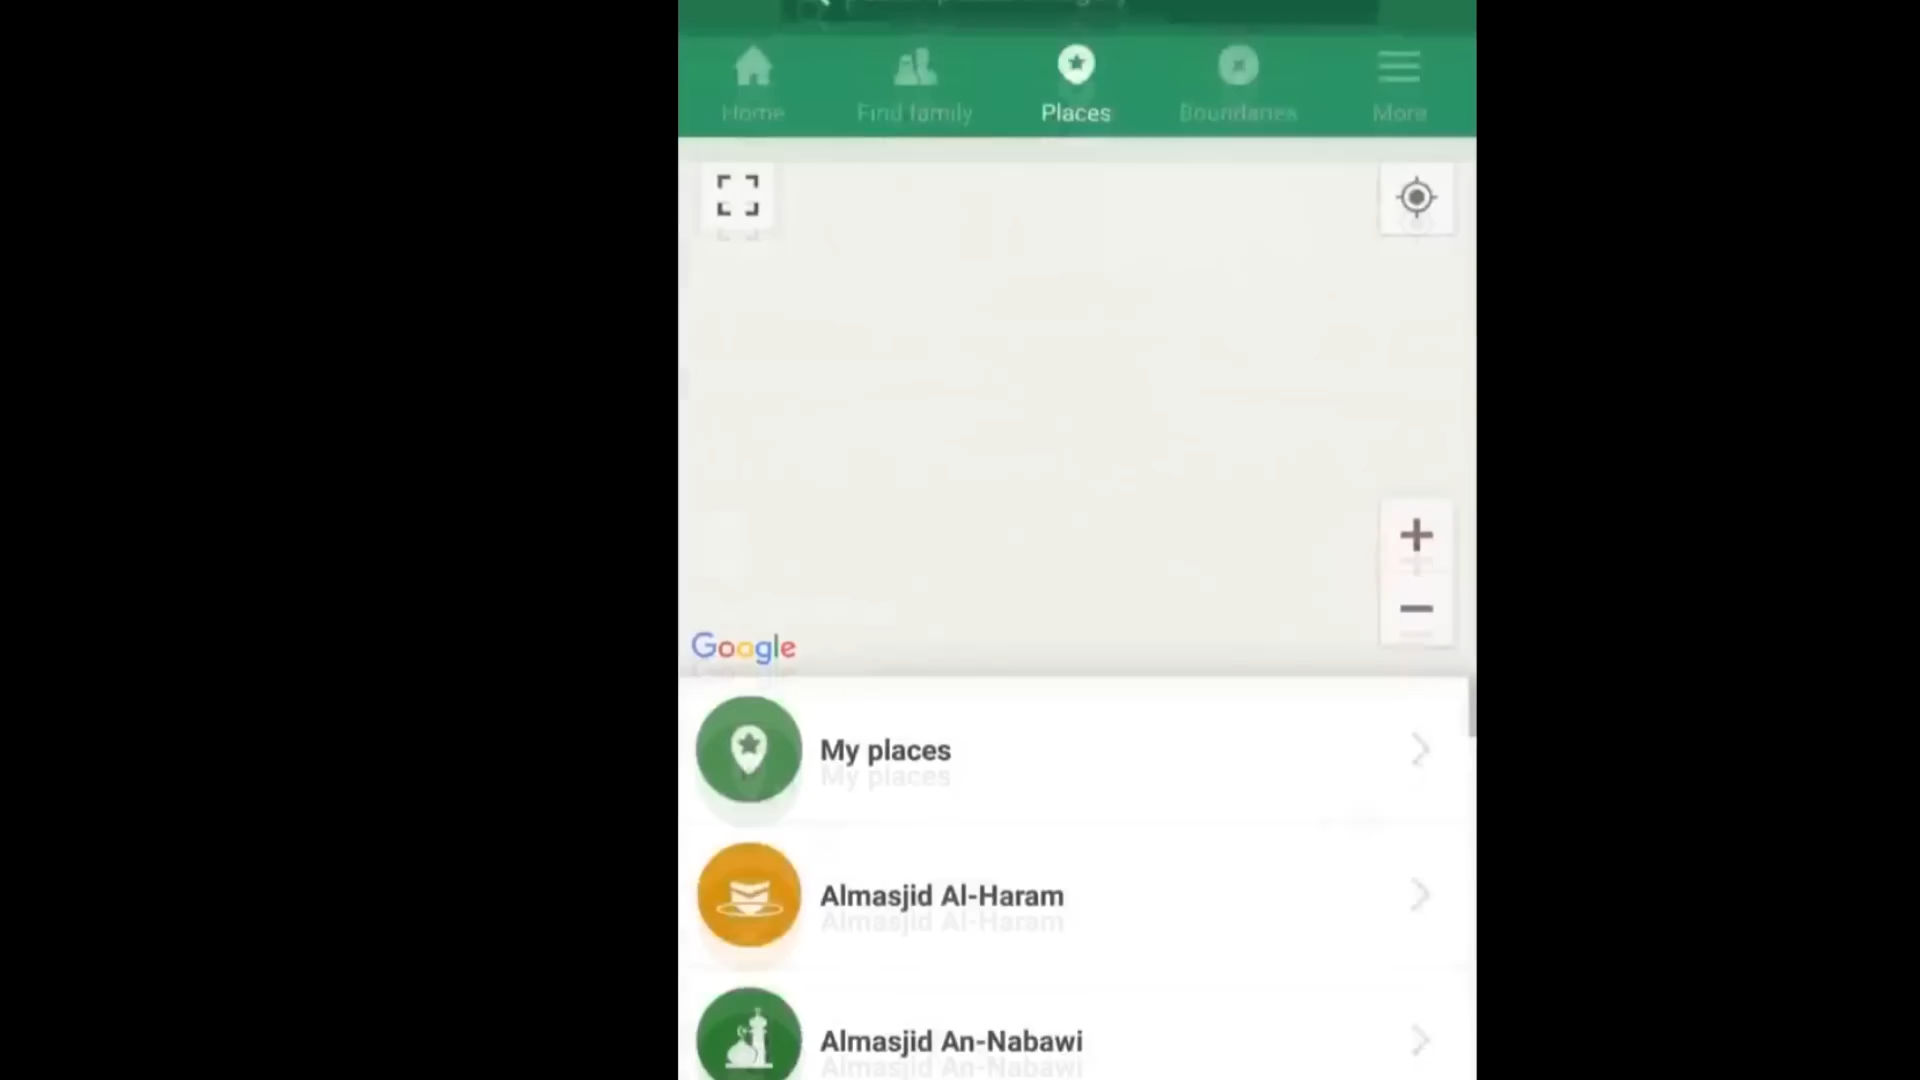 Home
Find family
Places
Boundaries
More
Google
My places
Almasjid Al-Haram
Almasjid An-Nabawi